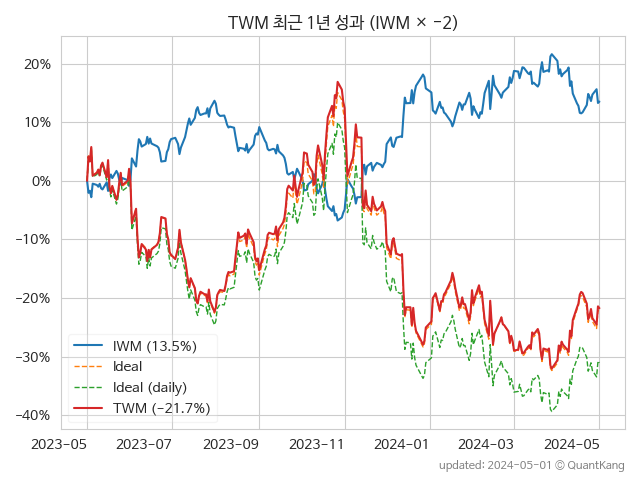 TWM 최근 1년 성과 (IWM × −2)
20%
10%
0%
−10%
−20%
−30%
−40%
IWM (13.5%)
Ideal
Ideal (daily)
TWM (−21.7%)
2023-05
2023-07
2023-09
2023-11
2024-01
2024-03
2024-05
updated: 2024-05-01 ⓒ QuantKang